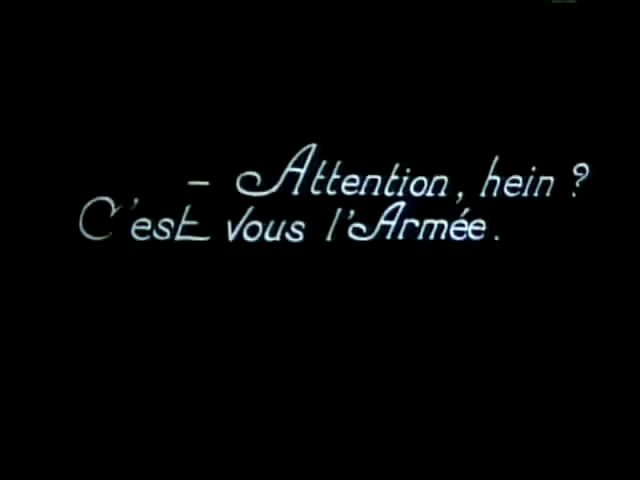 – Attention, hein ?
C'est vous l'Armée.